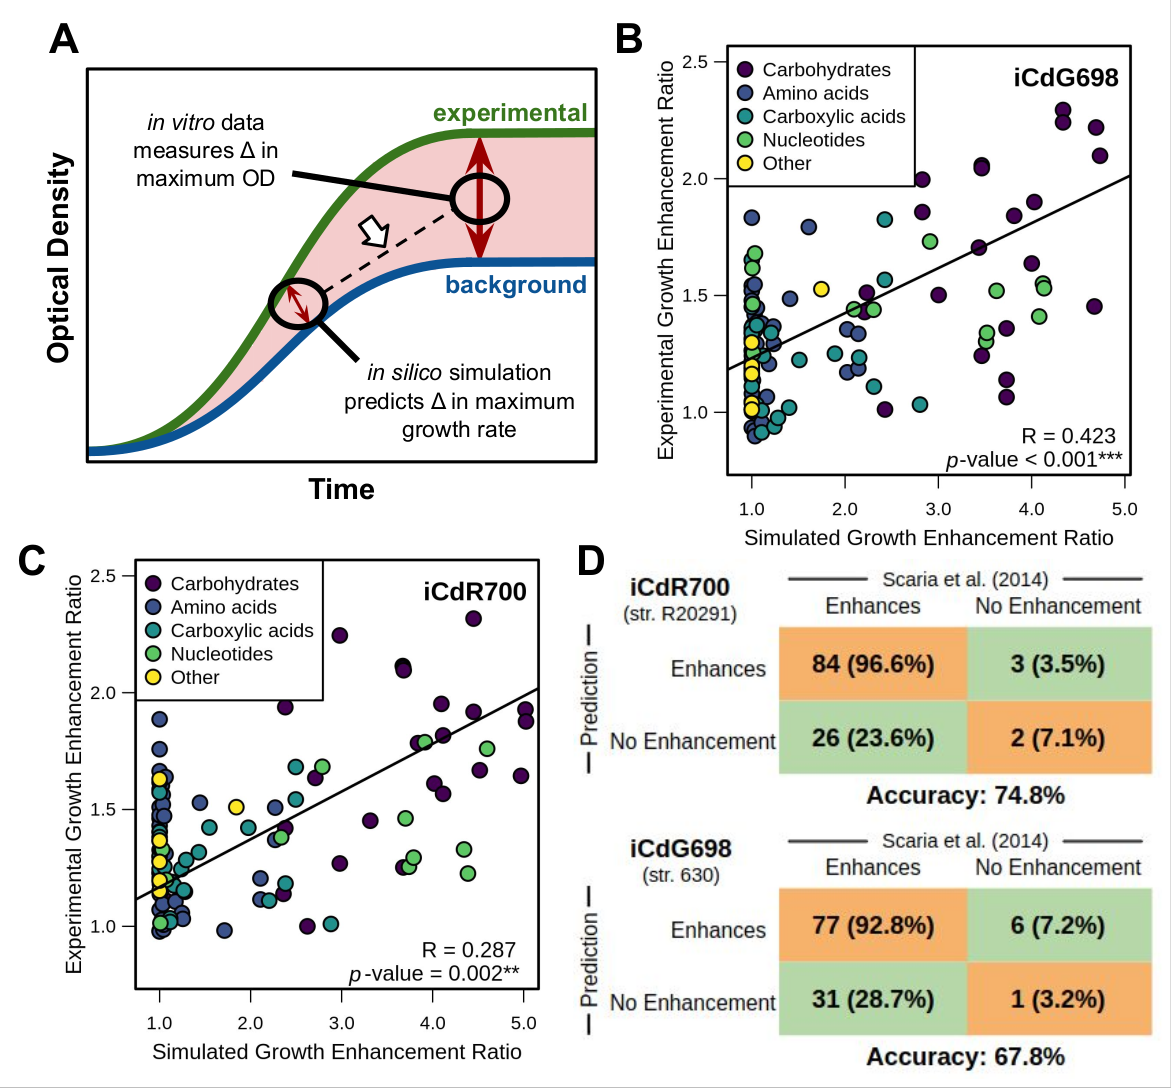 A
experimental
in vitro data
measures Δ in
maximum OD
background
in silico simulation
predicts Δ in maximum
growth rate
Optical Density
Time
B
iCdG698
Carbohydrates
Amino acids
Carboxylic acids
Nucleotides
Other
Experimental Growth Enhancement Ratio
2.5
2.0
1.5
1.0
R = 0.423
p-value < 0.001***
1.0 2.0 3.0 4.0 5.0
Simulated Growth Enhancement Ratio
C
iCdR700
Carbohydrates
Amino acids
Carboxylic acids
Nucleotides
Other
Experimental Growth Enhancement Ratio
2.5
2.0
1.5
1.0
R = 0.287
p-value = 0.002**
1.0 2.0 3.0 4.0 5.0
Simulated Growth Enhancement Ratio
D
iCdR700
(str. R20291)
Scaria et al. (2014)
Enhances No Enhancement
Prediction
Enhances 84 (96.6%) 3 (3.5%)
No Enhancement 26 (23.6%) 2 (7.1%)
Accuracy: 74.8%
iCdG698
(str. 630)
Scaria et al. (2014)
Enhances No Enhancement
Prediction
Enhances 77 (92.8%) 6 (7.2%)
No Enhancement 31 (28.7%) 1 (3.2%)
Accuracy: 67.8%